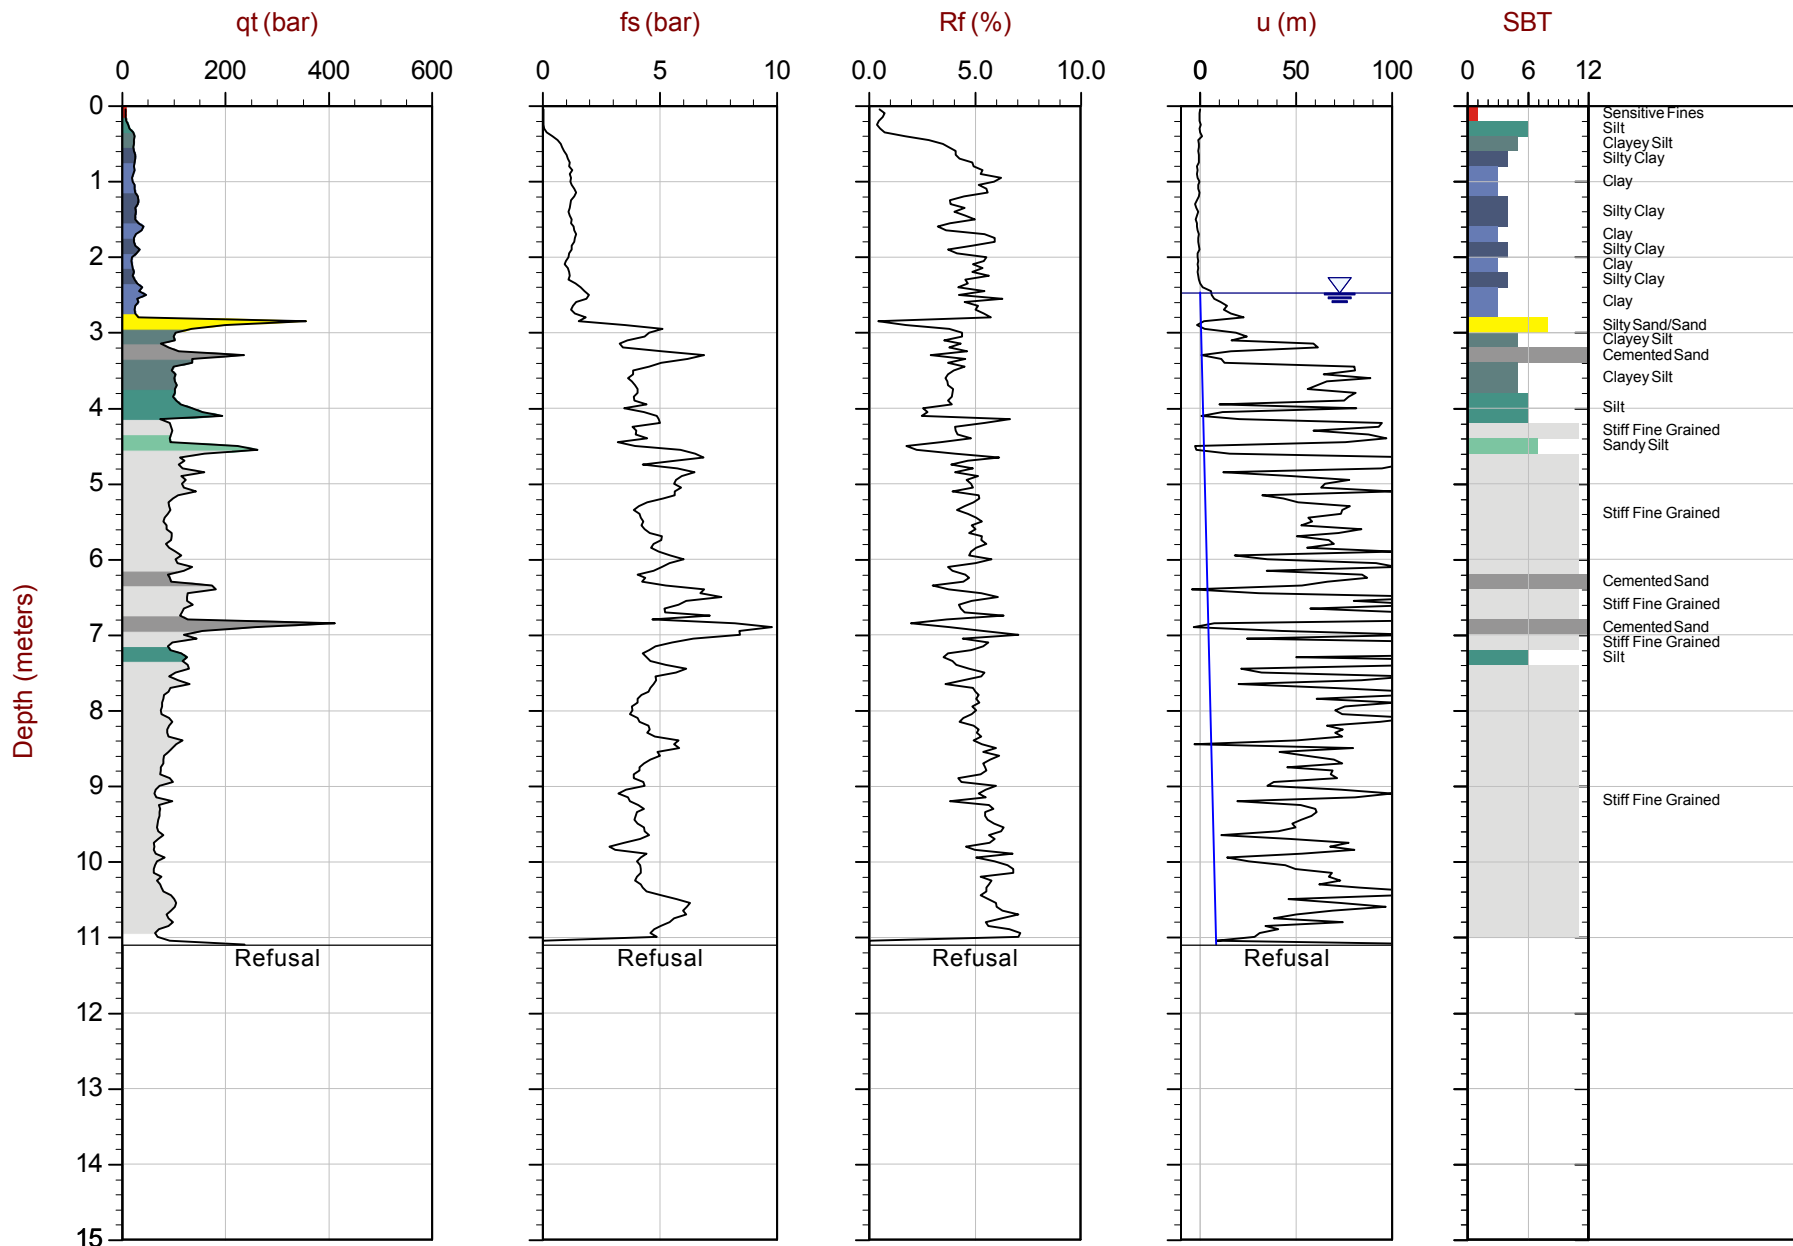 qt (bar)
fs (bar)
Rf (%)
u (m)
SBT
0 200 400 600
0 5 10
0.0 5.0 10.0
0 50 100
0 6 12
Depth (meters)
0
1
2
3
4
5
6
7
8
9
10
11
12
13
14
15
Sensitive Fines
Silt
Clayey Silt
Silty Clay
Clay
Silty Clay
Clay
Silty Clay
Clay
Silty Clay
Clay
Silty Sand/Sand
Clayey Silt
Cemented Sand
Clayey Silt
Silt
Stiff Fine Grained
Sandy Silt
Stiff Fine Grained
Cemented Sand
Stiff Fine Grained
Cemented Sand
Stiff Fine Grained
Silt
Stiff Fine Grained
Refusal
Refusal
Refusal
Refusal